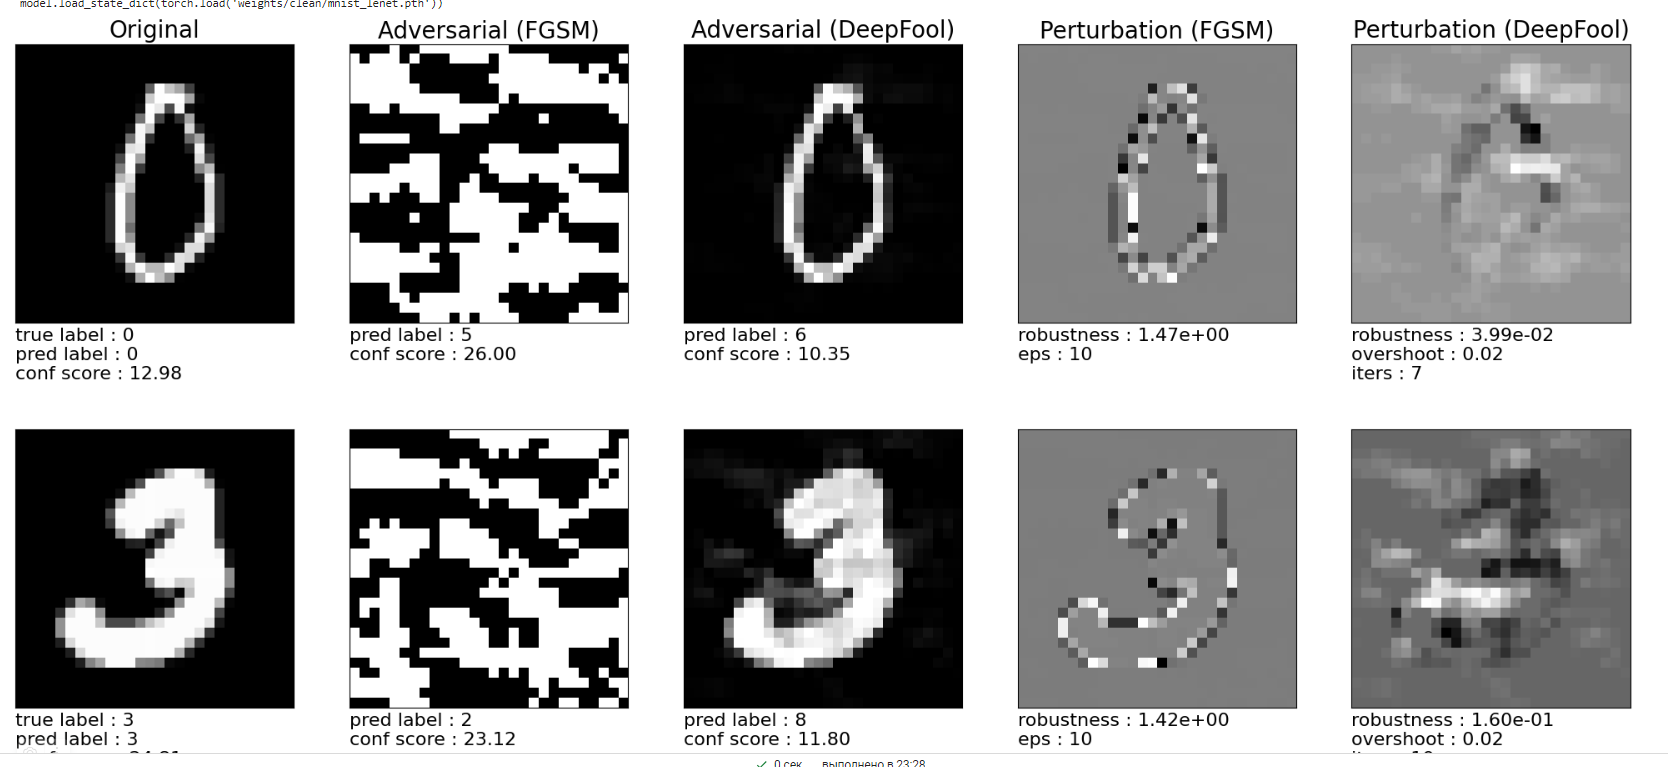 model.load_state_dict(torch.load('weights/clean/mnist_lenet.pth'))
Original
Adversarial (FGSM)
Adversarial (DeepFool)
Perturbation (FGSM)
Perturbation (DeepFool)
true label : 0
pred label : 0
conf score : 12.98
pred label : 5
conf score : 26.00
pred label : 6
conf score : 10.35
robustness : 1.47e+00
eps : 10
robustness : 3.99e-02
overshoot : 0.02
iters : 7
true label : 3
pred label : 3
pred label : 2
conf score : 23.12
pred label : 8
conf score : 11.80
robustness : 1.42e+00
eps : 10
robustness : 1.60e-01
overshoot : 0.02
0 сек. выполнено в 23:28